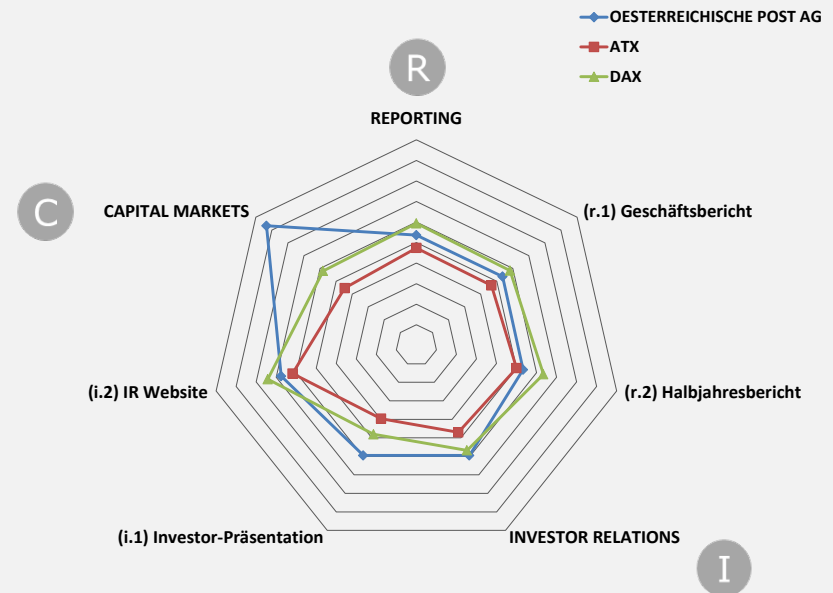 OESTERREICHISCHE POST AG
ATX
DAX
R
REPORTING
C
CAPITAL MARKETS
(r.1) Geschäftsbericht
(i.2) IR Website
(r.2) Halbjahresbericht
(i.1) Investor-Präsentation
INVESTOR RELATIONS
I